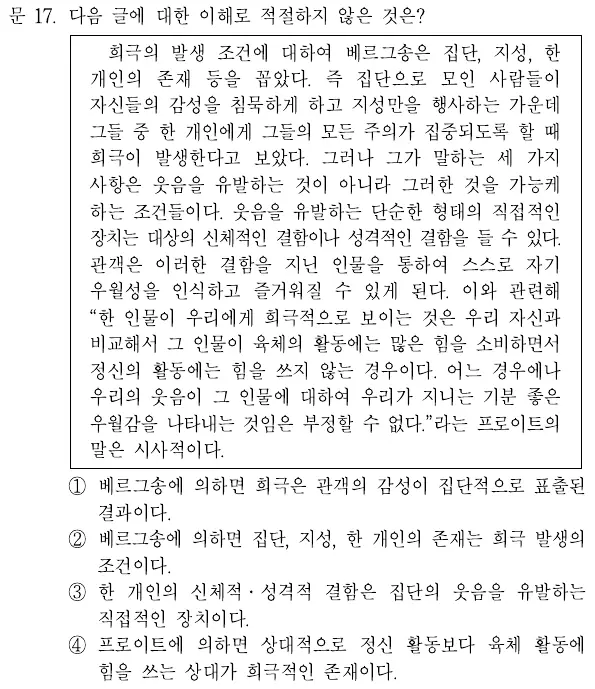 문 17. 다음 글에 대한 이해로 적절하지 않은 것은?
희극의 발생 조건에 대하여 베르그송은 집단, 지성, 한
개인의 존재 등을 꼽았다. 즉 집단으로 모인 사람들이
자신들의 감성을 침묵하게 하고 지성만을 행사하는 가운데
그들 중 한 개인에게 그들의 모든 주의가 집중되도록 할 때
희극이 발생한다고 보았다. 그러나 그가 말하는 세 가지
사항은 웃음을 유발하는 것이 아니라 그러한 것을 가능케
하는 조건들이다. 웃음을 유발하는 단순한 형태의 직접적인
장치는 대상의 신체적인 결함이나 성격적인 결함을 들 수 있다.
관객은 이러한 결함을 지닌 인물을 통하여 스스로 자기
우월성을 인식하고 즐거워질 수 있게 된다. 이와 관련해
“한 인물이 우리에게 희극적으로 보이는 것은 우리 자신과
비교해서 그 인물이 육체의 활동에는 많은 힘을 소비하면서
정신의 활동에는 힘을 쓰지 않는 경우이다. 어느 경우에나
우리의 웃음이 그 인물에 대하여 우리가 지니는 기분 좋은
우월감을 나타내는 것임은 부정할 수 없다.”라는 프로이트의
말은 시사적이다.
① 베르그송에 의하면 희극은 관객의 감성이 집단적으로 표출된
결과이다.
② 베르그송에 의하면 집단, 지성, 한 개인의 존재는 희극 발생의
조건이다.
③ 한 개인의 신체적·성격적 결함은 집단의 웃음을 유발하는
직접적인 장치이다.
④ 프로이트에 의하면 상대적으로 정신 활동보다 육체 활동에
힘을 쓰는 상대가 희극적인 존재이다.